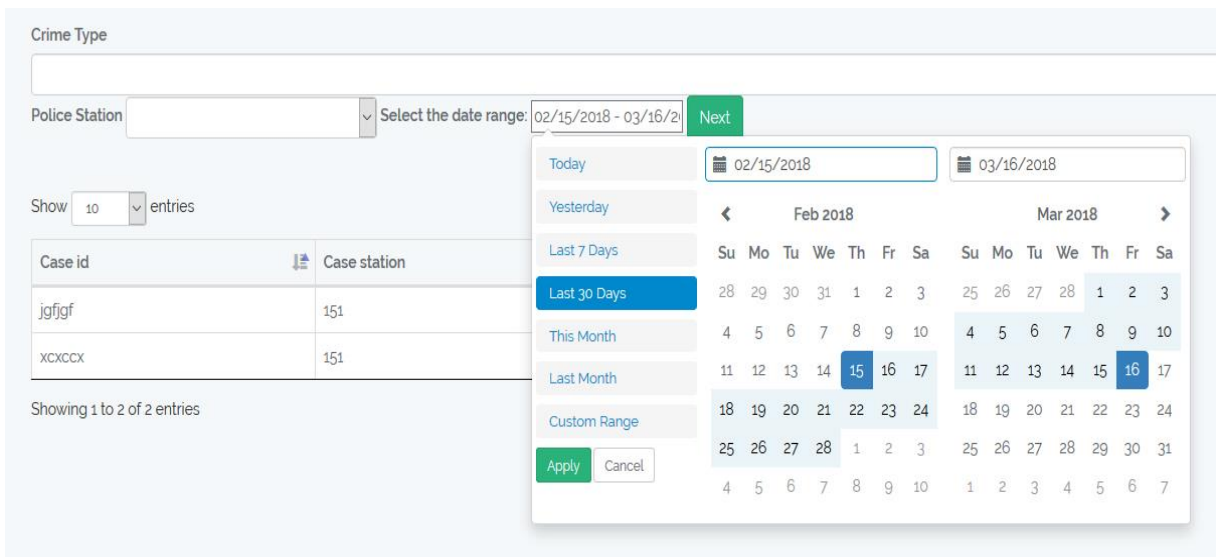 Crime Type
Police Station Select the date range: 02/15/2018 - 03/16/2 Next
Show 10 entries
Case id Case station
jgfjgf 151
xcxccx 151
Showing 1 to 2 of 2 entries
Today
Yesterday
Last 7 Days
Last 30 Days
This Month
Last Month
Custom Range
Apply Cancel
02/15/2018
Feb 2018
Su Mo Tu We Th Fr Sa
28 29 30 31 1 2 3
4 5 6 7 8 9 10
11 12 13 14 15 16 17
18 19 20 21 22 23 24
25 26 27 28 1 2 3
4 5 6 7 8 9 10
03/16/2018
Mar 2018
Su Mo Tu We Th Fr Sa
25 26 27 28 1 2 3
4 5 6 7 8 9 10
11 12 13 14 15 16 17
18 19 20 21 22 23 24
25 26 27 28 29 30 31
1 2 3 4 5 6 7